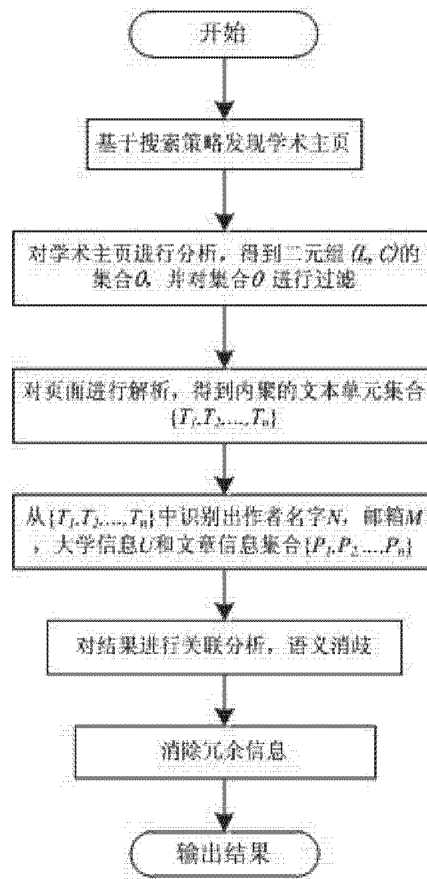 开始
基于搜索策略发现学术主页
对学术主页进行分析，得到二元组(L, C)的
集合O，并对集合O 进行过滤
对页面进行解析，得到内聚的文本单元集合
{T1,T2,...,Tn}
从{T1,T2,...,Tn}中识别出作者名字N，邮箱M
，大学信息U和文章信息集合{P1,P2,...,Pn}
对结果进行关联分析，语义消歧
消除冗余信息
输出结果